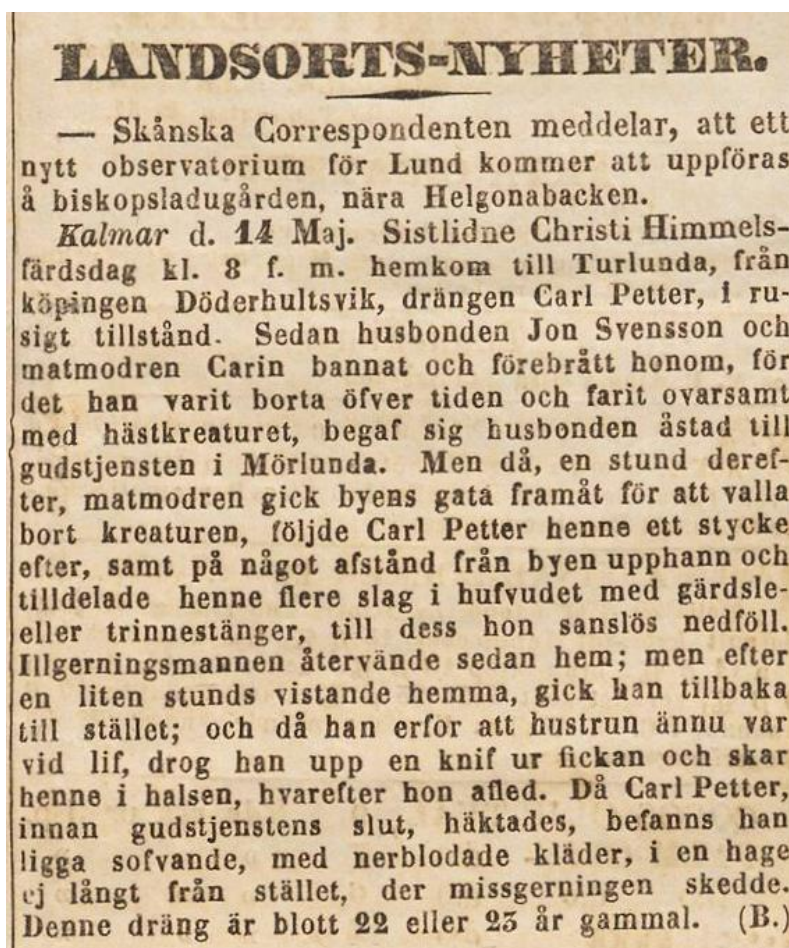 LANDSORTS-NYHETER.
— Skånska Correspondenten meddelar, att ett
nytt observatorium för Lund kommer att uppföras
å biskopsladugården, nära Helgonabacken.
Kalmar d. 14 Maj. Sistlidne Christi Himmels-
färdsdag kl. 8 f. m. hemkom till Turlunda, från
köpingen Döderhultsvik, drängen Carl Petter, i ru-
sigt tillstånd. Sedan husbonden Jon Svensson och
matmodren Carin bannat och förebrått honom, för
det han varit borta öfver tiden och farit ovarsamt
med hästkreaturet, begaf sig husbonden åstad till
gudstjensten i Mörlunda. Men då, en stund deref-
ter, matmodren gick byens gata framåt för att valla
bort kreaturen, följde Carl Petter henne ett stycke
efter, samt på något afstånd från byen upphann och
tilldelade henne flere slag i hufvudet med gärdsle-
eller trinnestänger, till dess hon sanslös nedföll.
Illgerningsmannen återvände sedan hem; men efter
en liten stunds vistande hemma, gick han tillbaka
till stället; och då han erfor att hustrun ännu var
vid lif, drog han upp en knif ur fickan och skar
henne i halsen, hvarefter hon afled. Då Carl Petter,
innan gudstjenstens slut, häktades, befanns han
ligga sofvande, med nerblodade kläder, i en hage
ej långt från stället, der missgerningen skedde.
Denne dräng är blott 22 eller 23 år gammal. (B.)